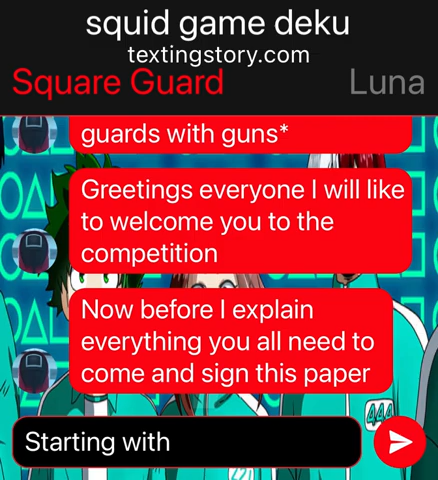 squid game deku
textingstory.com
Square Guard
Luna
guards with guns*
Greetings everyone I will like
to welcome you to the
competition
Now before I explain
everything you all need to
come and sign this paper
Starting with